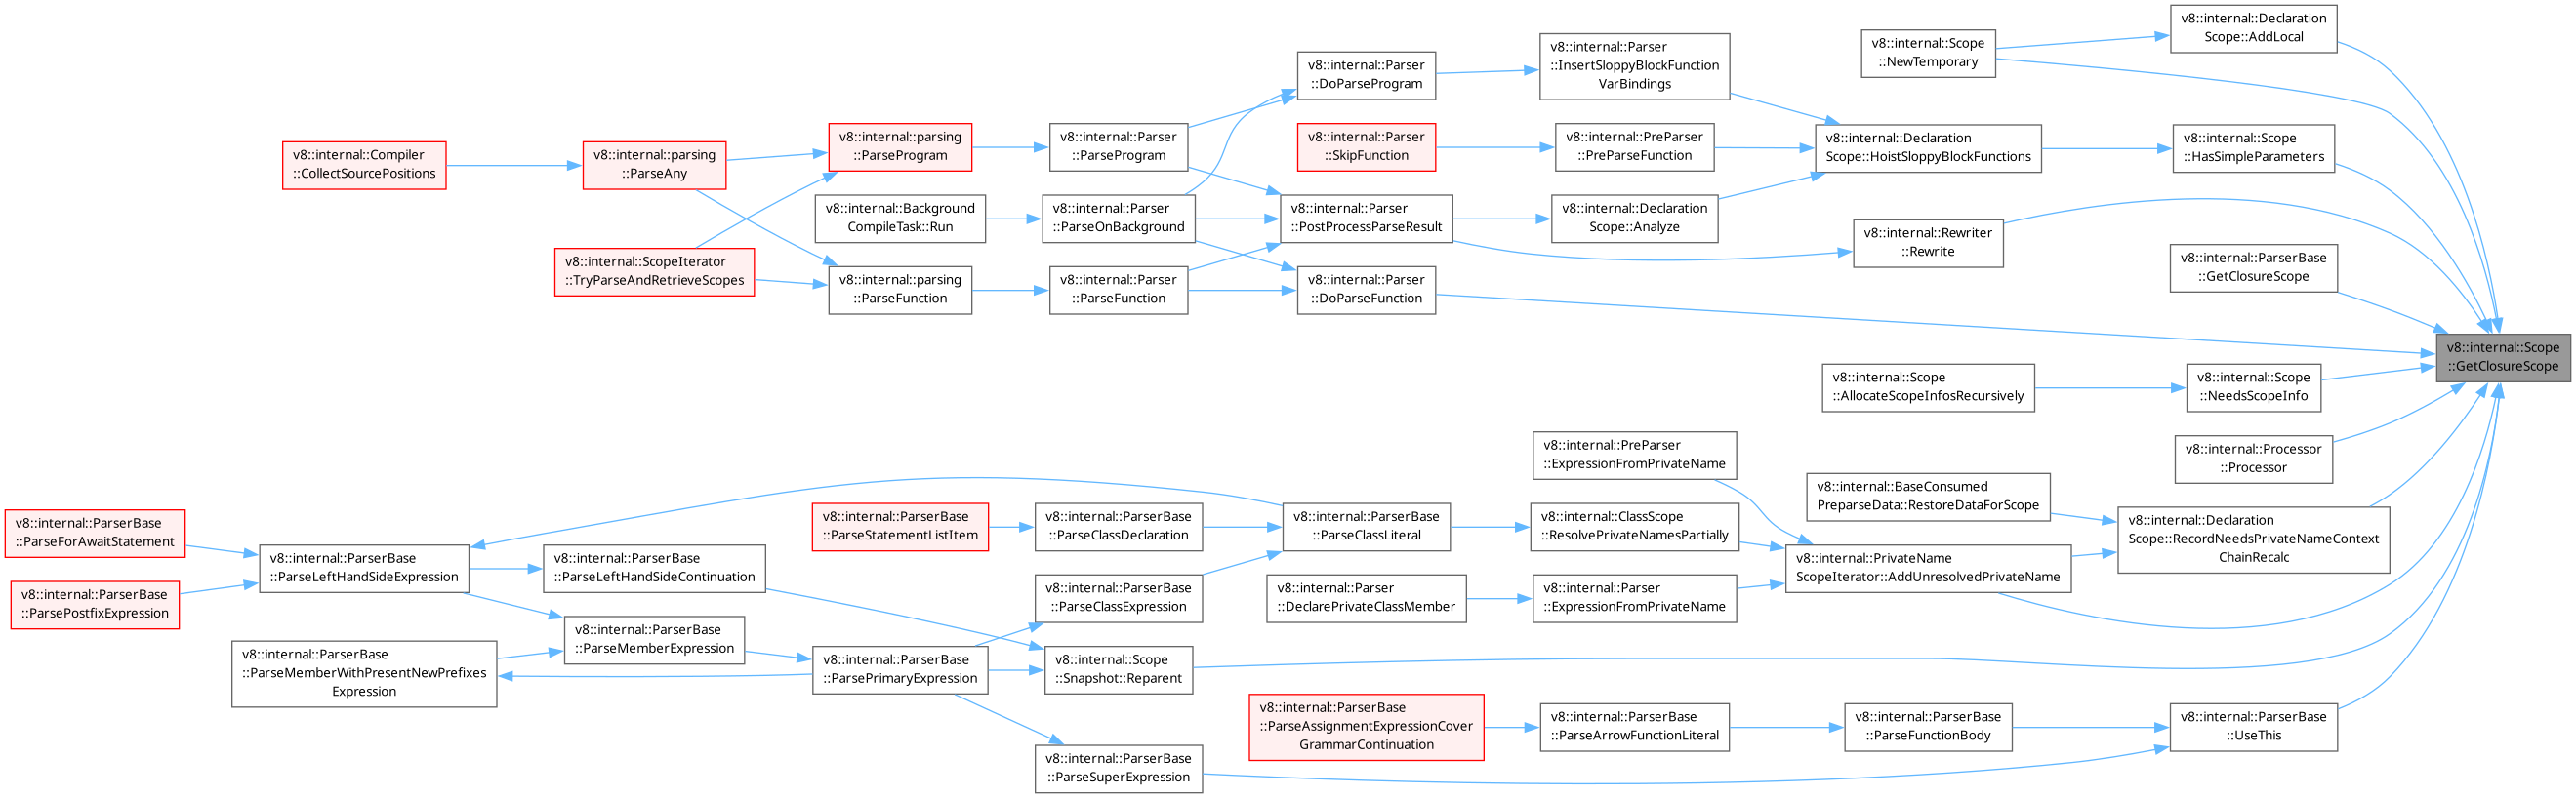 v8::internal::Declaration
Scope::AddLocal
v8::internal::Scope
::NewTemporary
v8::internal::Parser
::InsertSloppyBlockFunction
VarBindings
v8::internal::Parser
::DoParseProgram
v8::internal::Compiler
::CollectSourcePositions
v8::internal::parsing
::ParseAny
v8::internal::parsing
::ParseProgram
v8::internal::Parser
::ParseProgram
v8::internal::Parser
::SkipFunction
v8::internal::PreParser
::PreParseFunction
v8::internal::Declaration
Scope::HoistSloppyBlockFunctions
v8::internal::Scope
::HasSimpleParameters
v8::internal::Background
CompileTask::Run
v8::internal::Parser
::ParseOnBackground
v8::internal::Parser
::PostProcessParseResult
v8::internal::Declaration
Scope::Analyze
v8::internal::Rewriter
::Rewrite
v8::internal::ParserBase
::GetClosureScope
v8::internal::ScopeIterator
::TryParseAndRetrieveScopes
v8::internal::parsing
::ParseFunction
v8::internal::Parser
::ParseFunction
v8::internal::Parser
::DoParseFunction
v8::internal::Scope
::GetClosureScope
v8::internal::Scope
::AllocateScopeInfosRecursively
v8::internal::Scope
::NeedsScopeInfo
v8::internal::PreParser
::ExpressionFromPrivateName
v8::internal::Processor
::Processor
v8::internal::BaseConsumed
PreparseData::RestoreDataForScope
v8::internal::ParserBase
::ParseForAwaitStatement
v8::internal::ParserBase
::ParseStatementListItem
v8::internal::ParserBase
::ParseClassDeclaration
v8::internal::ParserBase
::ParseClassLiteral
v8::internal::ClassScope
::ResolvePrivateNamesPartially
v8::internal::Declaration
Scope::RecordNeedsPrivateNameContext
ChainRecalc
v8::internal::ParserBase
::ParseLeftHandSideExpression
v8::internal::ParserBase
::ParseLeftHandSideContinuation
v8::internal::PrivateName
ScopeIterator::AddUnresolvedPrivateName
v8::internal::ParserBase
::ParsePostfixExpression
v8::internal::ParserBase
::ParseClassExpression
v8::internal::Parser
::DeclarePrivateClassMember
v8::internal::Parser
::ExpressionFromPrivateName
v8::internal::ParserBase
::ParseMemberExpression
v8::internal::ParserBase
::ParseMemberWithPresentNewPrefixes
Expression
v8::internal::ParserBase
::ParsePrimaryExpression
v8::internal::Scope
::Snapshot::Reparent
v8::internal::ParserBase
::ParseAssignmentExpressionCover
GrammarContinuation
v8::internal::ParserBase
::ParseArrowFunctionLiteral
v8::internal::ParserBase
::ParseFunctionBody
v8::internal::ParserBase
::UseThis
v8::internal::ParserBase
::ParseSuperExpression